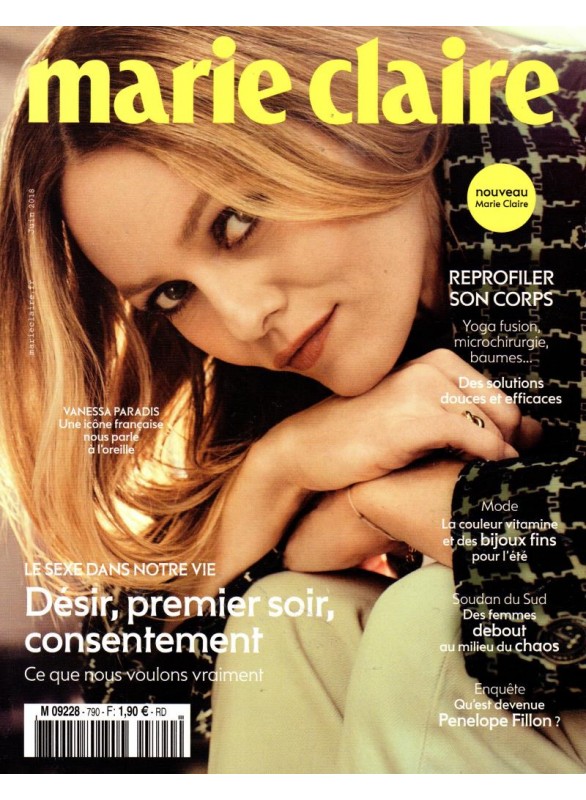 marie claire
nouveau
Marie Claire
marieclaire.fr Juin 2018
REPROFILER
SON CORPS
Yoga fusion,
microchirurgie,
baumes...
Des solutions
douces et efficaces
VANESSA PARADIS
Une icône française
nous parle
à l'oreille
Mode
La couleur vitamine
et des bijoux fins
pour l'été
LE SEXE DANS NOTRE VIE
Désir, premier soir,
consentement
Ce que nous voulons vraiment
Soudan du Sud
Des femmes
debout
au milieu du chaos
Enquête
Qu'est devenue
Penelope Fillon ?
M 09228 - 790 - F: 1,90 € - RD